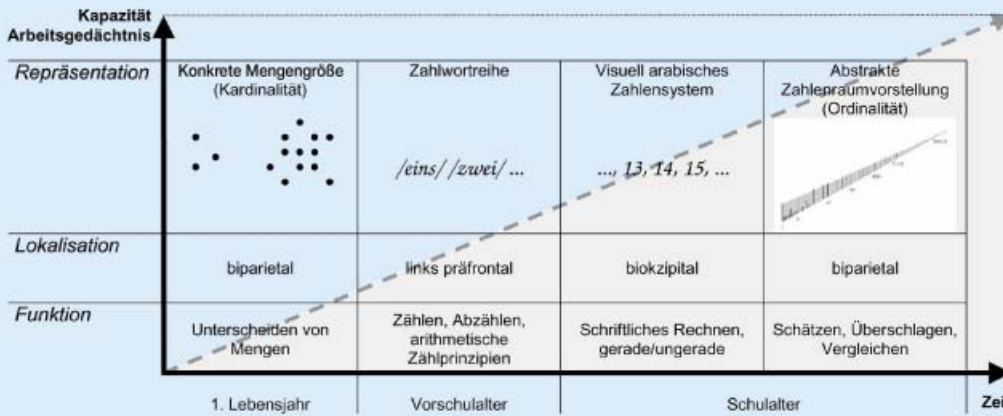 Kapazität
Arbeitsgedächtnis
Repräsentation
Konkrete Mengengröße
(Kardinalität)
Zahlwortreihe
Visuell arabisches
Zahlensystem
Abstrakte
Zahlenraumvorstellung
(Ordinalität)
/eins/ /zwei/ ...
..., 13, 14, 15, ...
Lokalisation
biparietal
links präfrontal
biokzipital
biparietal
Funktion
Unterscheiden von
Mengen
Zählen, Abzählen,
arithmetische
Zählprinzipien
Schriftliches Rechnen,
gerade/ungerade
Schätzen, Überschlagen,
Vergleichen
1. Lebensjahr
Vorschulalter
Schulalter